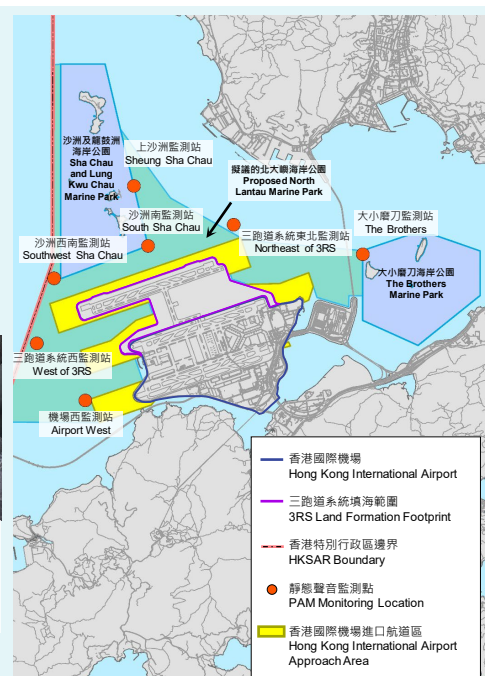 沙洲及龍鼓洲
海岸公園
Sha Chau
and Lung
Kwu Chau
Marine Park
上沙洲監測站
Sheung Sha Chau
擬議的北大嶼海岸公園
Proposed North
Lantau Marine Park
沙洲南監測站
South Sha Chau
沙洲西南監測站
Southwest Sha Chau
三跑道系統東北監測站
Northeast of 3RS
大小磨刀監測站
The Brothers
大小磨刀海岸公園
The Brothers
Marine Park
三跑道系統西監測站
West of 3RS
機場西監測站
Airport West
香港國際機場
Hong Kong International Airport
三跑道系統填海範圍
3RS Land Formation Footprint
香港特別行政區邊界
HKSAR Boundary
靜態聲音監測點
PAM Monitoring Location
香港國際機場進口航道區
Hong Kong International Airport
Approach Area